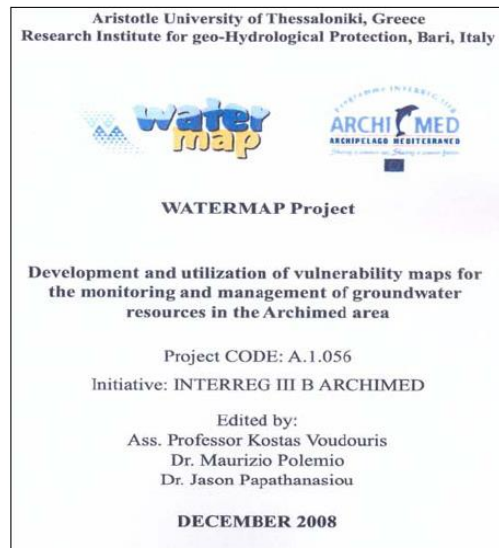 Aristotle University of Thessaloniki, Greece
Research Institute for geo-Hydrological Protection, Bari, Italy
water
map
programme INTERREG IIIB
ARCHI MED
ARCHIPELAGO MEDITERRANEO
WATERMAP Project
Development and utilization of vulnerability maps for
the monitoring and management of groundwater
resources in the Archimed area
Project CODE: A.1.056
Initiative: INTERREG III B ARCHIMED
Edited by:
Ass. Professor Kostas Voudouris
Dr. Maurizio Polemio
Dr. Jason Papathanasiou
DECEMBER 2008